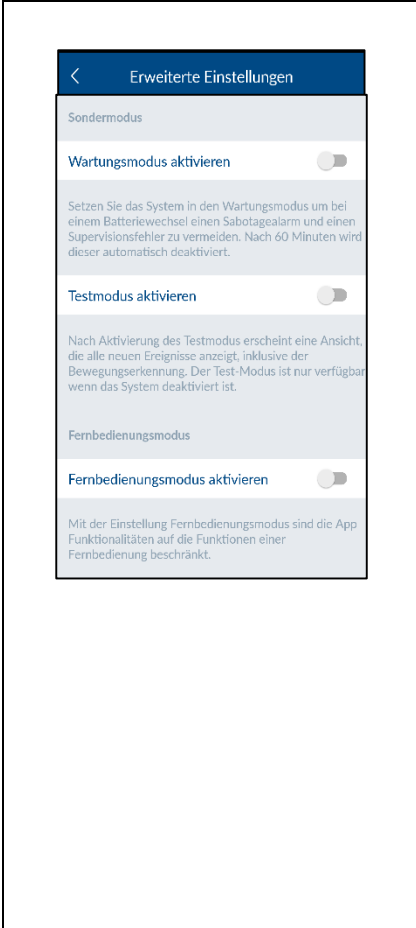 Erweiterte Einstellungen
Sondermodus
Wartungsmodus aktivieren
Setzen Sie das System in den Wartungsmodus um bei
einem Batteriewechsel einen Sabotagealarm und einen
Supervisionsfehler zu vermeiden. Nach 60 Minuten wird
dieser automatisch deaktiviert.
Testmodus aktivieren
Nach Aktivierung des Testmodus erscheint eine Ansicht,
die alle neuen Ereignisse anzeigt, inklusive der
Bewegungserkennung. Der Test-Modus ist nur verfügbar
wenn das System deaktiviert ist.
Fernbedienungsmodus
Fernbedienungsmodus aktivieren
Mit der Einstellung Fernbedienungsmodus sind die App
Funktionalitäten auf die Funktionen einer
Fernbedienung beschränkt.